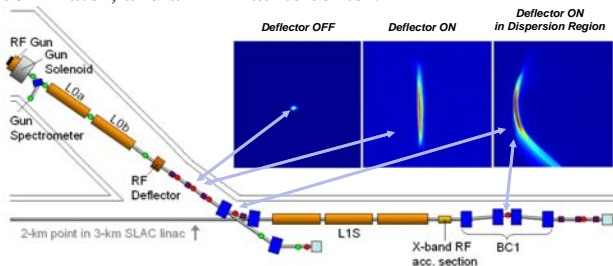 Deflector OFF
Deflector ON
Deflector ON
in Dispersion Region
RF Gun
Gun
Solenoid
L0a
L0b
Gun
Spectrometer
RF
Deflector
2-km point in 3-km SLAC linac ↑
L1S
X-band RF
acc. section
BC1